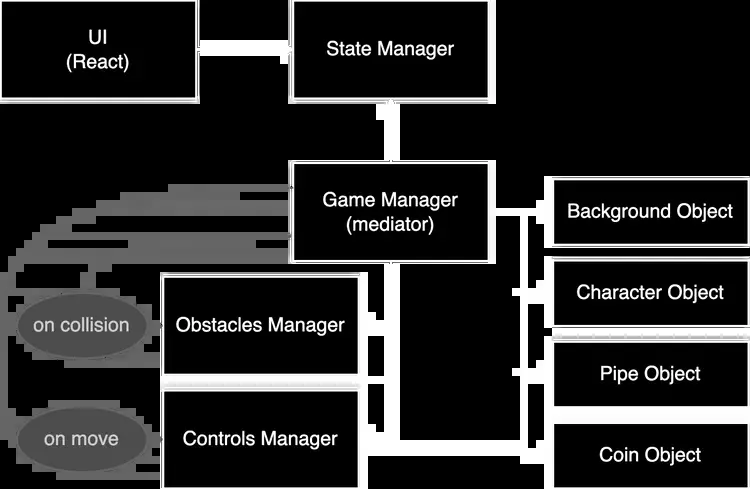 UI
(React)
State Manager
Game Manager
(mediator)
Background Object
Character Object
on collision
Obstacles Manager
Pipe Object
on move
Controls Manager
Coin Object